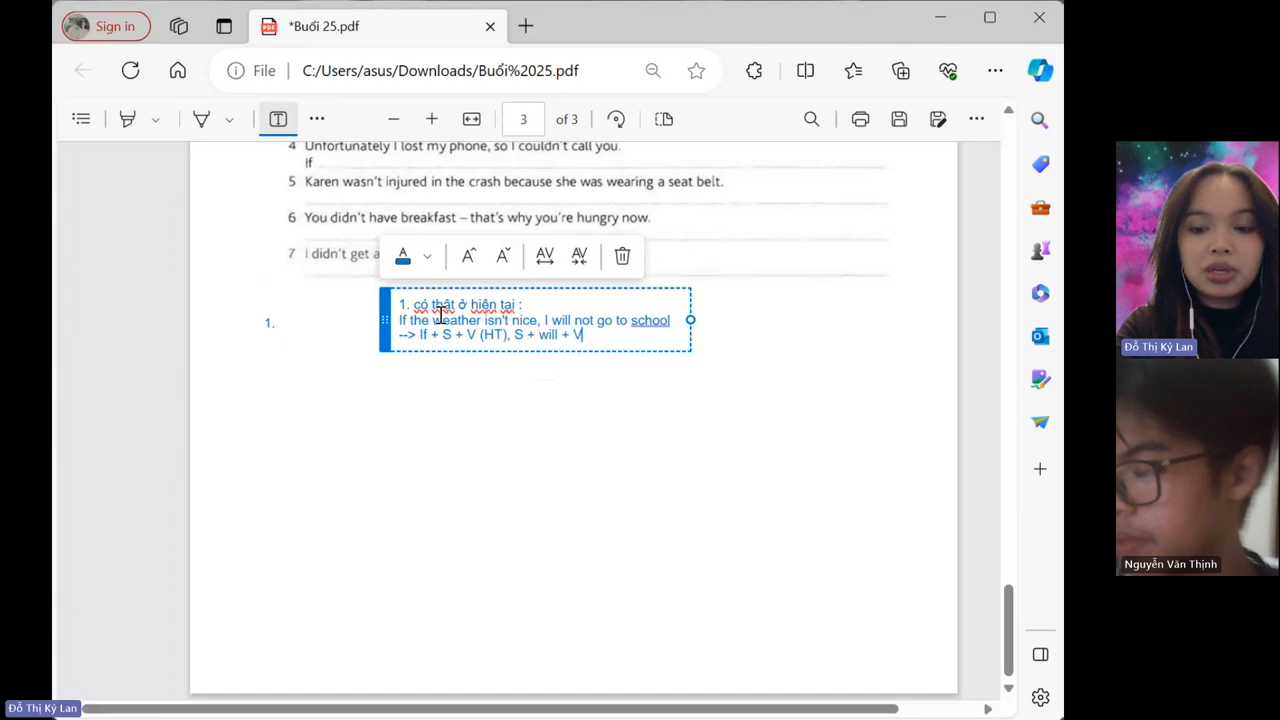 Sign in
*Buổi 25.pdf
File
C:/Users/asus/Downloads/Buổi%2025.pdf
3
of 3
4 Unfortunately I lost my phone, so I couldn't call you.
If
5 Karen wasn't injured in the crash because she was wearing a seat belt.
6 You didn't have breakfast – that's why you're hungry now.
7 I didn't get a
1. có thật ở hiện tại :
If the weather isn't nice, I will not go to school
--> If + S + V (HT), S + will + V
1.
Đỗ Thị Kỷ Lan
Nguyễn Văn Thịnh
Đỗ Thị Kỷ Lan